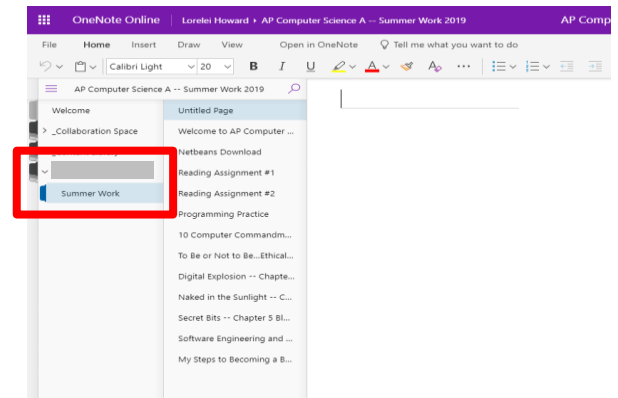 OneNote Online Lorelei Howard ▸ AP Computer Science A -- Summer Work 2019 AP Comp
File Home Insert Draw View Open in OneNote Tell me what you want to do
Calibri Light 20 B I U A A ...
AP Computer Science A -- Summer Work 2019
Welcome
> _Collaboration Space
Summer Work
Untitled Page
Welcome to AP Computer ...
Netbeans Download
Reading Assignment #1
Reading Assignment #2
Programming Practice
10 Computer Commandm...
To Be or Not to Be...Ethical...
Digital Explosion -- Chapte...
Naked in the Sunlight -- C...
Secret Bits -- Chapter 5 Bl...
Software Engineering and ...
My Steps to Becoming a B...